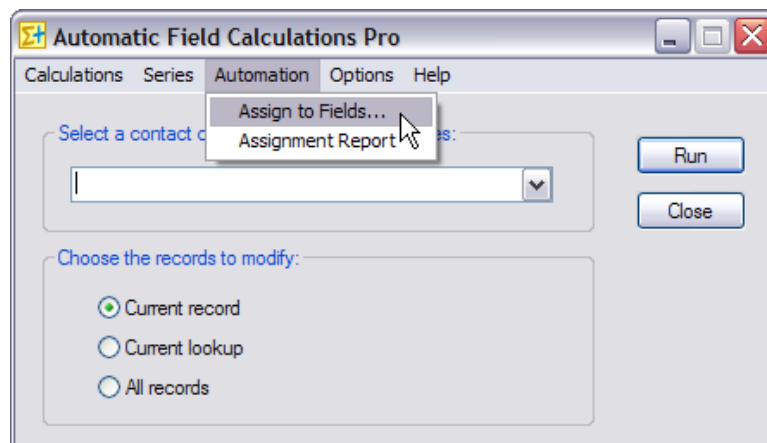 Automatic Field Calculations Pro
Calculations Series Automation Options Help
Assign to Fields...
Select a contact
Assignment Report
Run
Close
Choose the records to modify:
Current record
Current lookup
All records